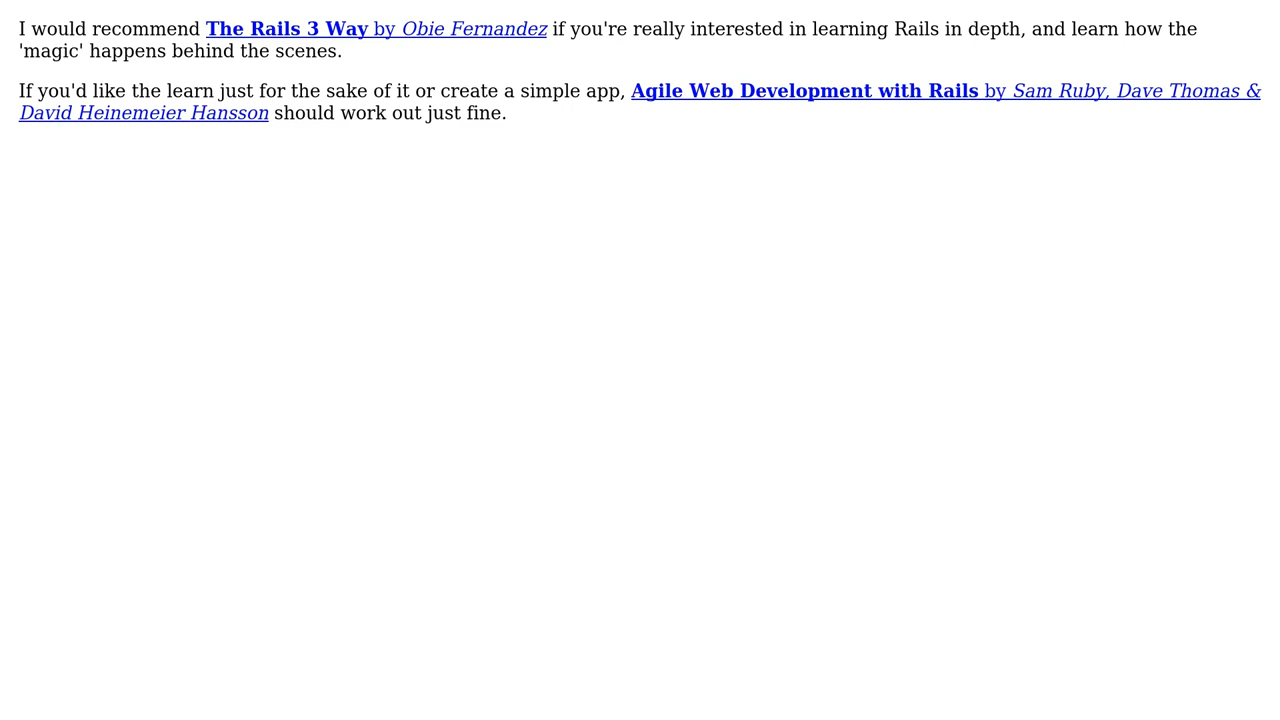 I would recommend The Rails 3 Way by Obie Fernandez if you're really interested in learning Rails in depth, and learn how the
'magic' happens behind the scenes.
If you'd like the learn just for the sake of it or create a simple app, Agile Web Development with Rails by Sam Ruby, Dave Thomas &
David Heinemeier Hansson should work out just fine.